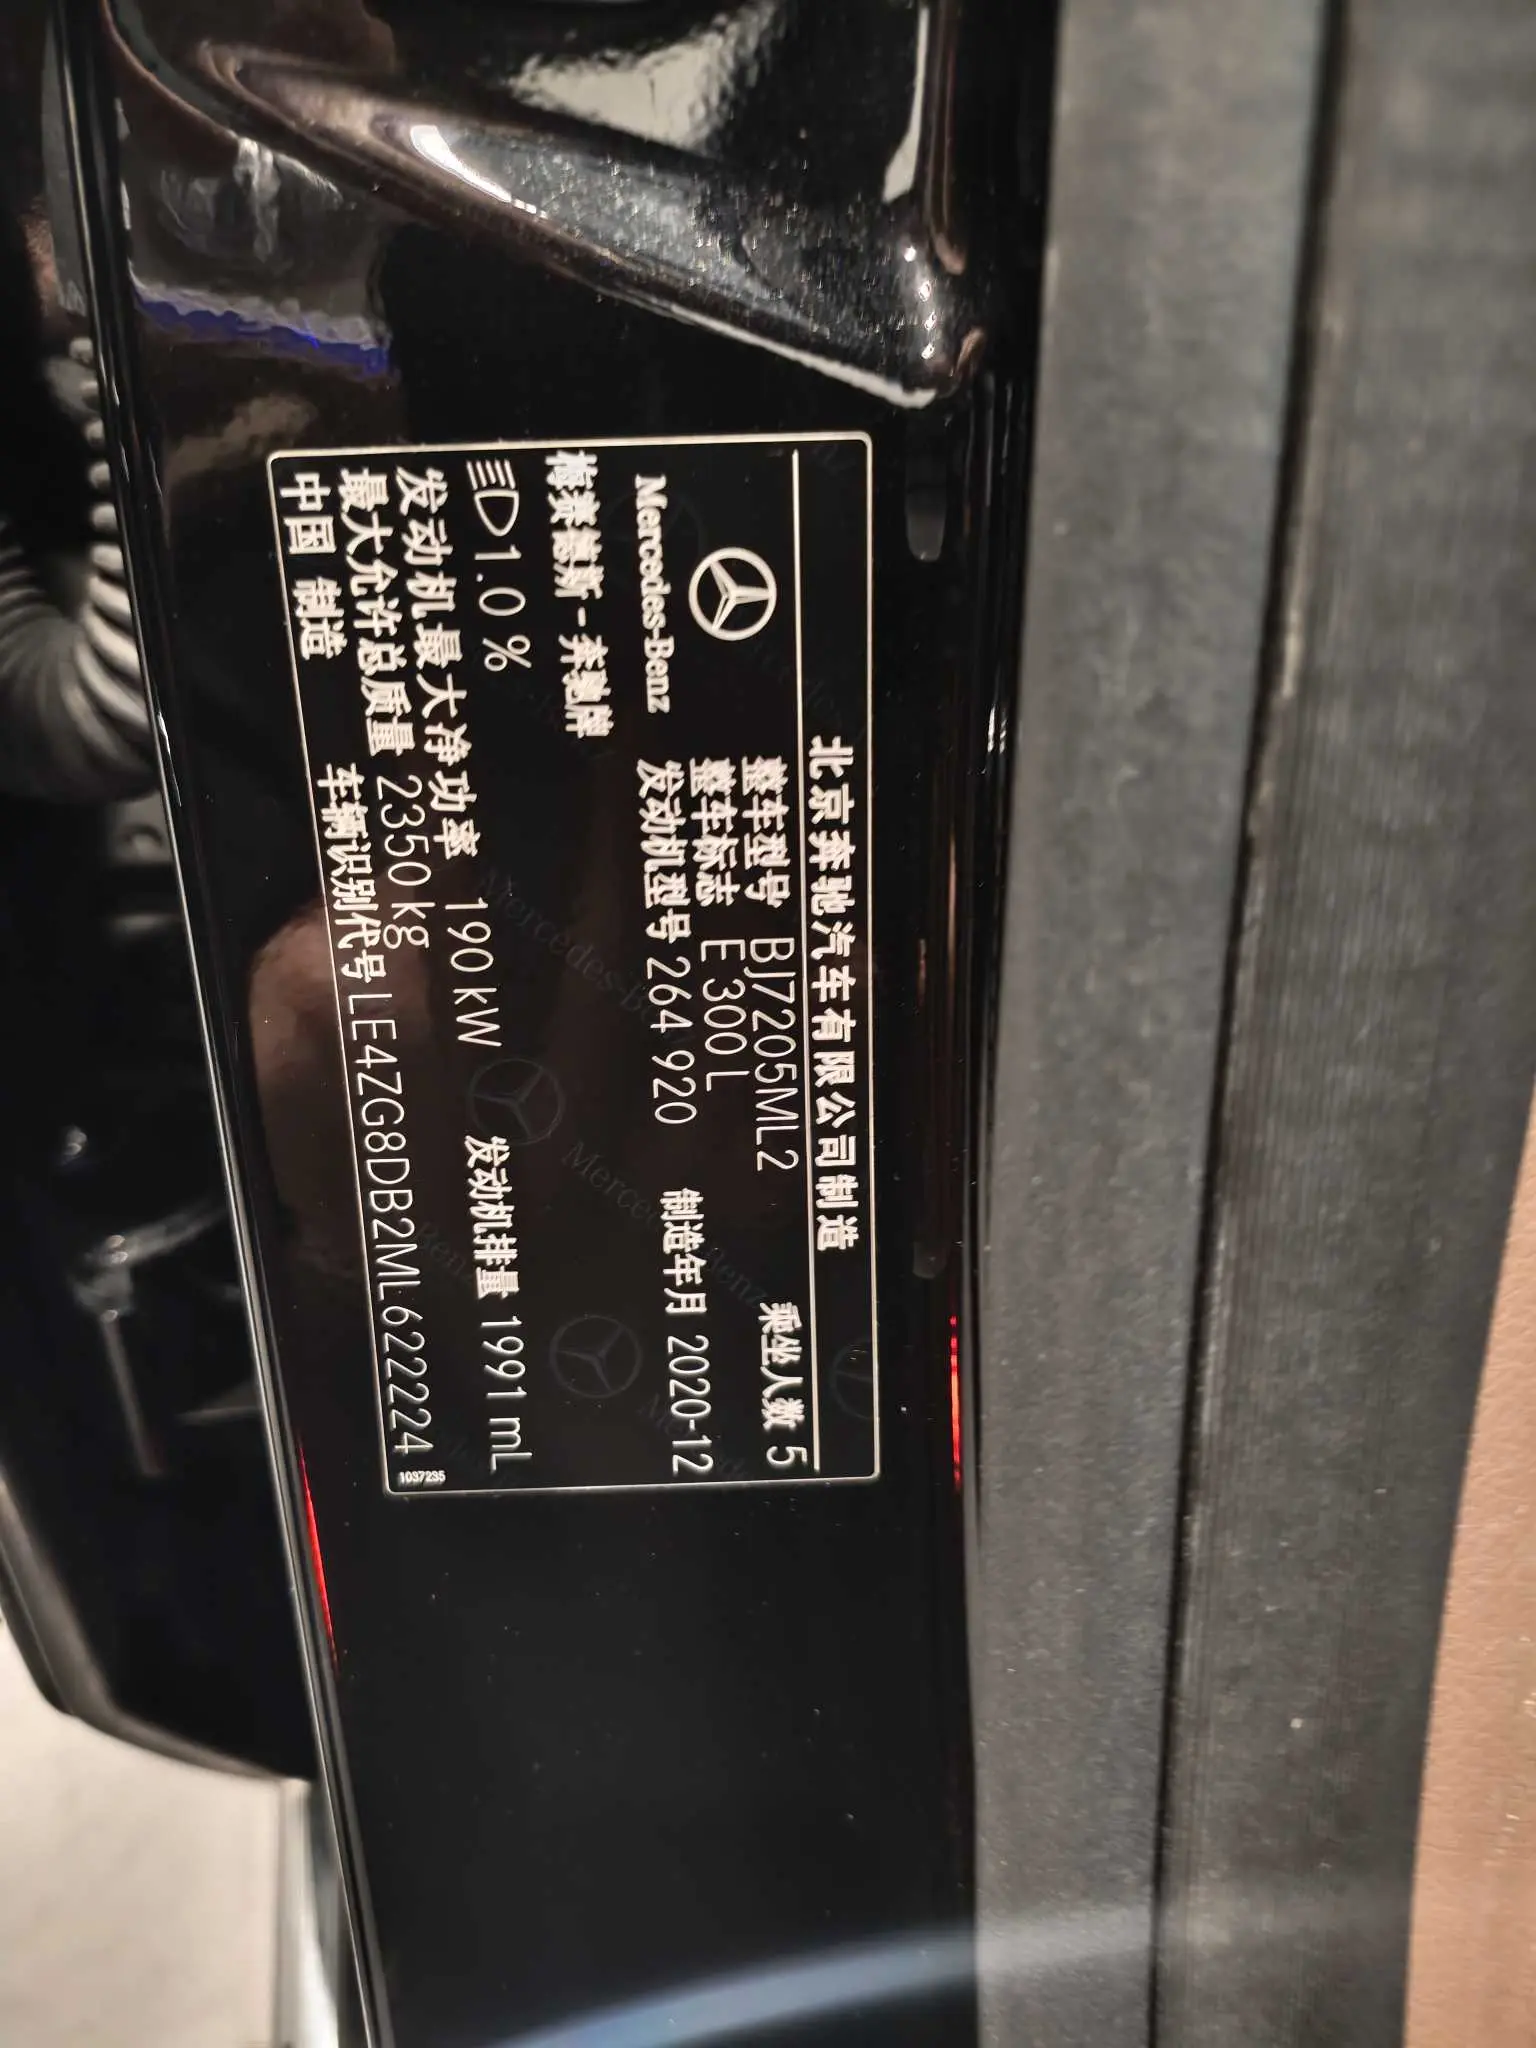 北京奔驰汽车有限公司制造
Mercedes-Benz
整车型号 BJ7205ML2 乘坐人数 5
整车标志 E 300 L
发动机型号 264 920 制造年月 2020-12
梅赛德斯-奔驰牌
1.0 %
发动机最大净功率 190 kW 发动机排量 1991 mL
最大允许总质量 2350 kg
中国 制造 车辆识别代号 LE4ZG8DB2ML622224
1037235